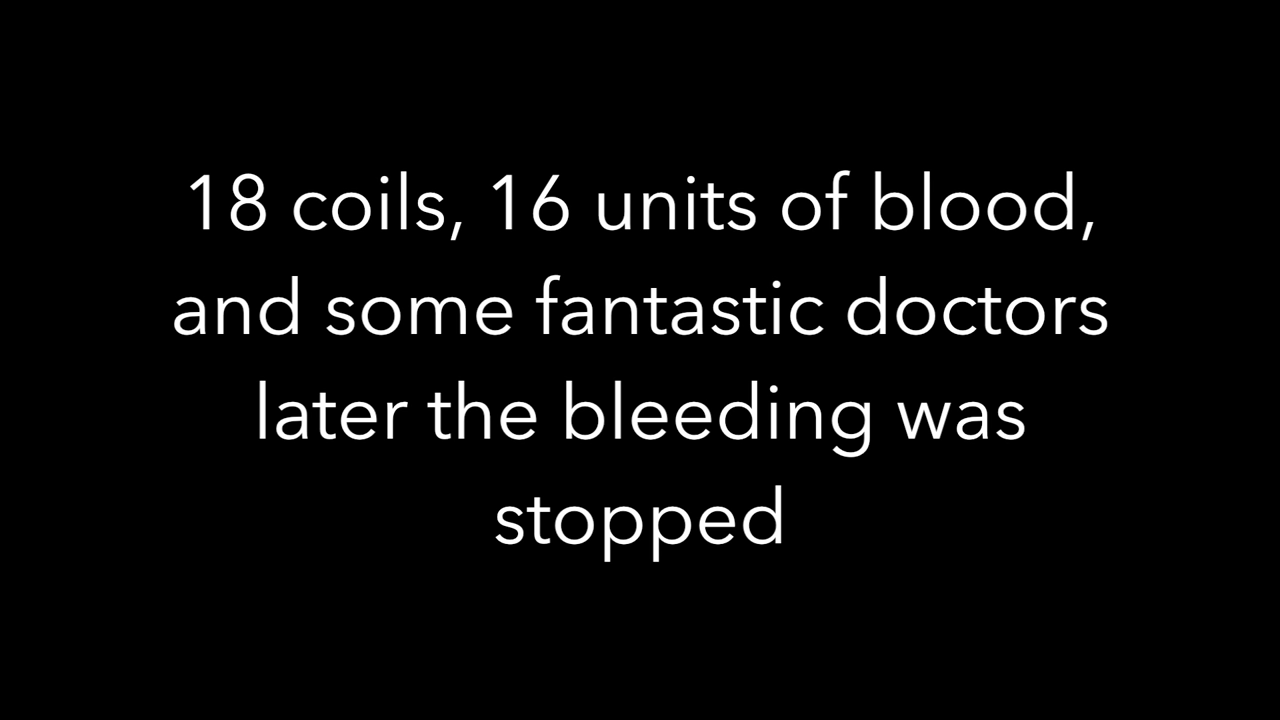 18 coils, 16 units of blood,
and some fantastic doctors
later the bleeding was
stopped